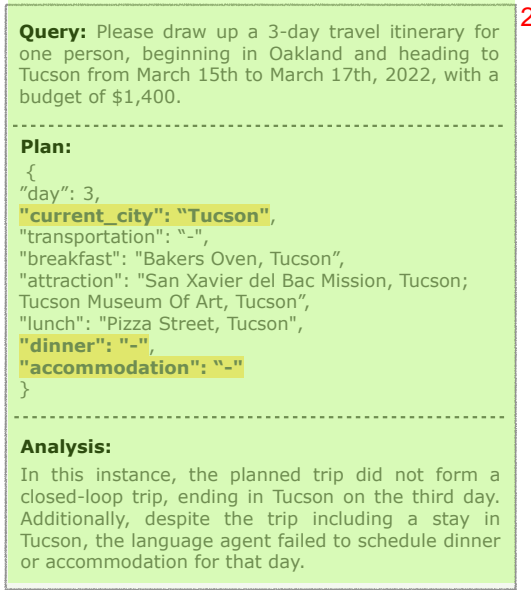 2
Query: Please draw up a 3-day travel itinerary for
one person, beginning in Oakland and heading to
Tucson from March 15th to March 17th, 2022, with a
budget of $1,400.
Plan:
{
”day”: 3,
"current_city": “Tucson",
"transportation": “-",
"breakfast": "Bakers Oven, Tucson”,
"attraction": "San Xavier del Bac Mission, Tucson;
Tucson Museum Of Art, Tucson”,
"lunch": "Pizza Street, Tucson",
"dinner": "-",
"accommodation": “-"
}
Analysis:
In this instance, the planned trip did not form a
closed-loop trip, ending in Tucson on the third day.
Additionally, despite the trip including a stay in
Tucson, the language agent failed to schedule dinner
or accommodation for that day.